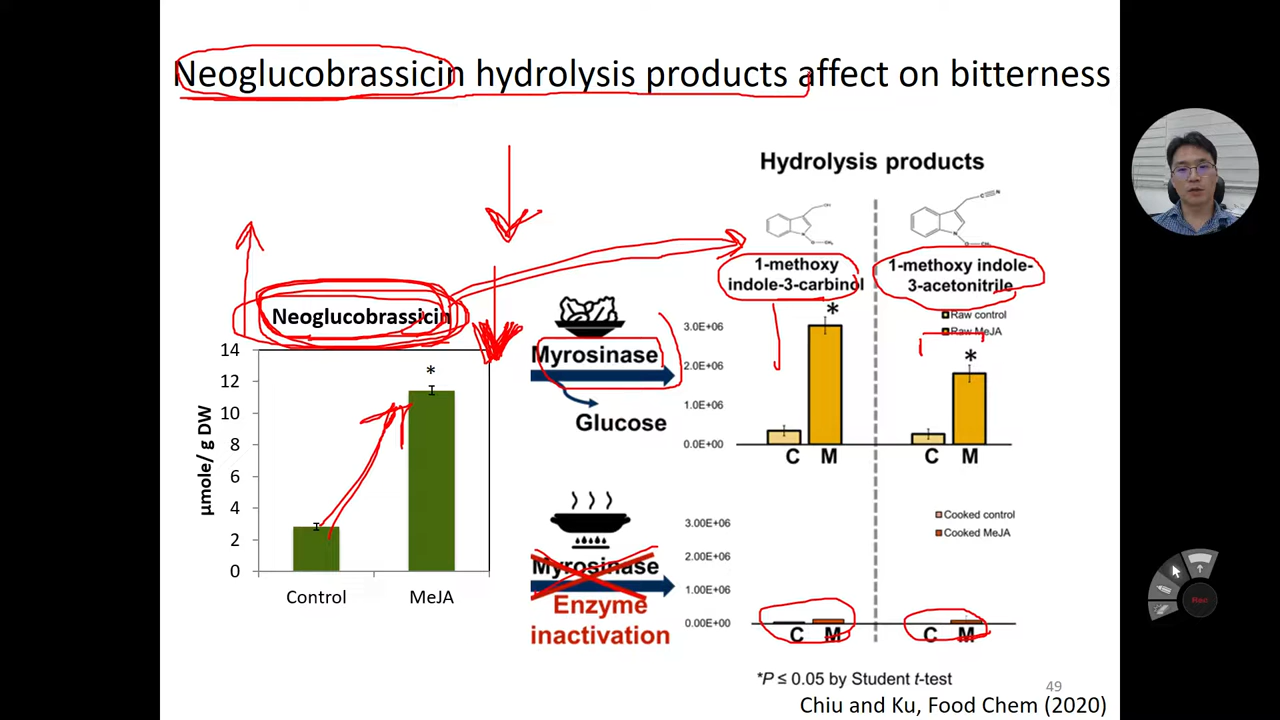 Neoglucobrassicin hydrolysis products affect on bitterness
Hydrolysis products
1-methoxy
indole-3-carbinol
1-methoxy indole-
3-acetonitrile
Neoglucobrassicin
14
12
10
8
6
4
2
0
µmole/ g DW
*
Control
MeJA
Myrosinase
Glucose
3.0E+06
2.0E+06
1.0E+06
0.0E+00
*
C M
Raw control
Raw MeJA
*
C M
Myrosinase
Enzyme
inactivation
3.00E+06
2.00E+06
1.00E+06
0.00E+00
C M
Cooked control
Cooked MeJA
C M
*P ≤ 0.05 by Student t-test
49
Chiu and Ku, Food Chem (2020)
Rec